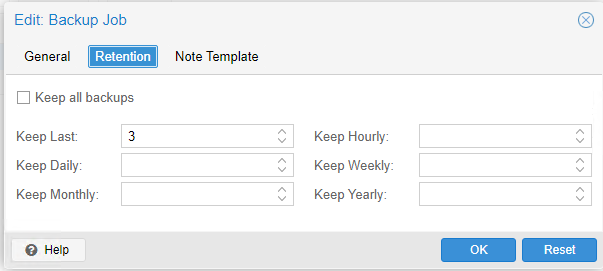 Edit: Backup Job
General Retention Note Template
Keep all backups
Keep Last: 3 Keep Hourly:
Keep Daily: Keep Weekly:
Keep Monthly: Keep Yearly:
? Help OK Reset